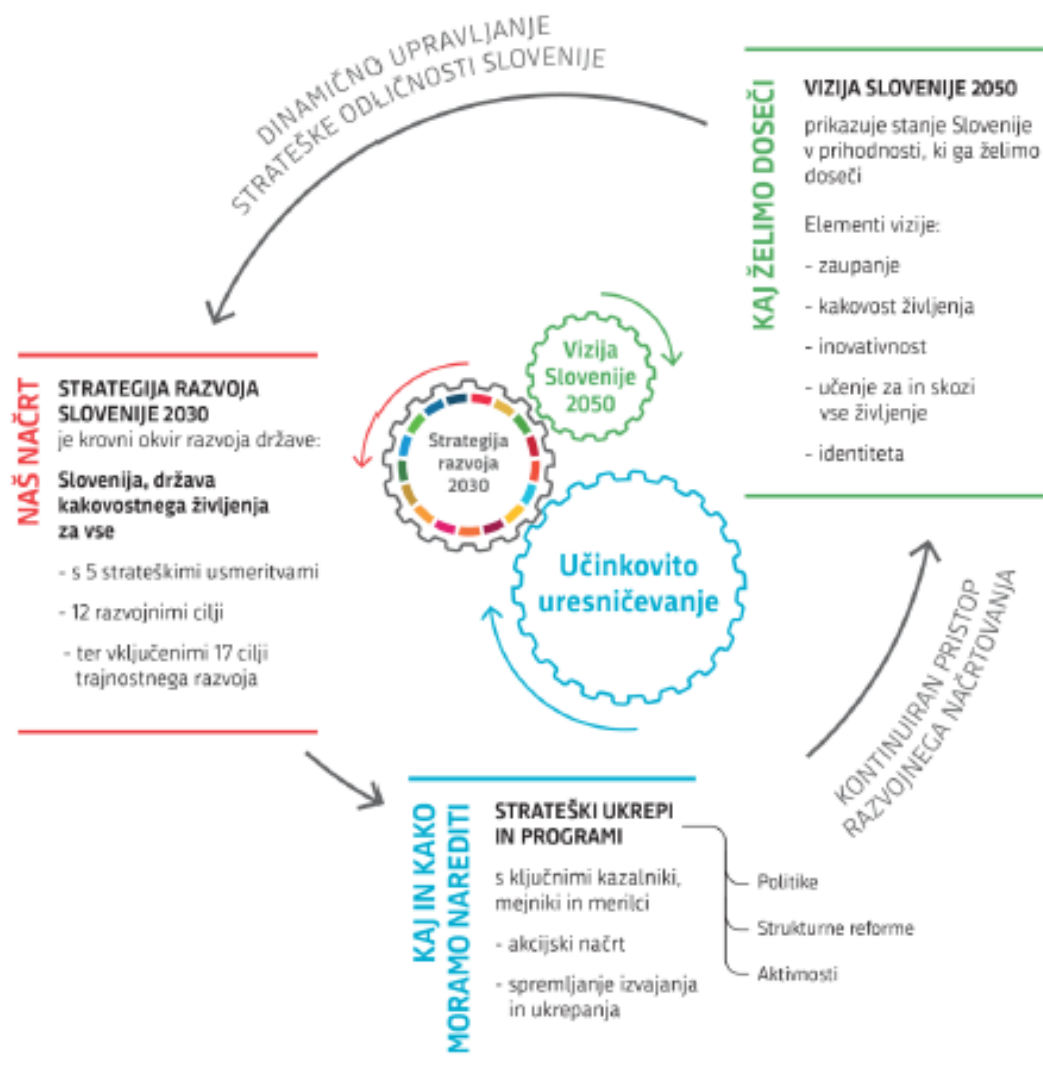 DINAMIČNO UPRAVLJANJE
STRATEŠKE ODLIČNOSTI SLOVENIJE
KAJ ŽELIMO DOSEČI
VIZIJA SLOVENIJE 2050
prikazuje stanje Slovenije
v prihodnosti, ki ga želimo
doseči
Elementi vizije:
- zaupanje
- kakovost življenja
- inovativnost
- učenje za in skozi
vse življenje
- identiteta
Vizija
Slovenije
2050
Strategija
razvoja
2030
Učinkovito
uresničevanje
NAŠ NAČRT
STRATEGIJA RAZVOJA
SLOVENIJE 2030
je krovni okvir razvoja države:
Slovenija, država
kakovostnega življenja
za vse
- s 5 strateškimi usmeritvami
- 12 razvojnimi cilji
- ter vključenimi 17 cilji
trajnostnega razvoja
KONTINUIRAN PRISTOP
RAZVOJNEGA NAČRTOVANJA
KAJ IN KAKO
MORAMO NAREDITI
STRATEŠKI UKREPI
IN PROGRAMI
s ključnimi kazalniki,
mejniki in merilci
- akcijski načrt
- spremljanje izvajanja
in ukrepanja
Politike
Strukturne reforme
Aktivnosti